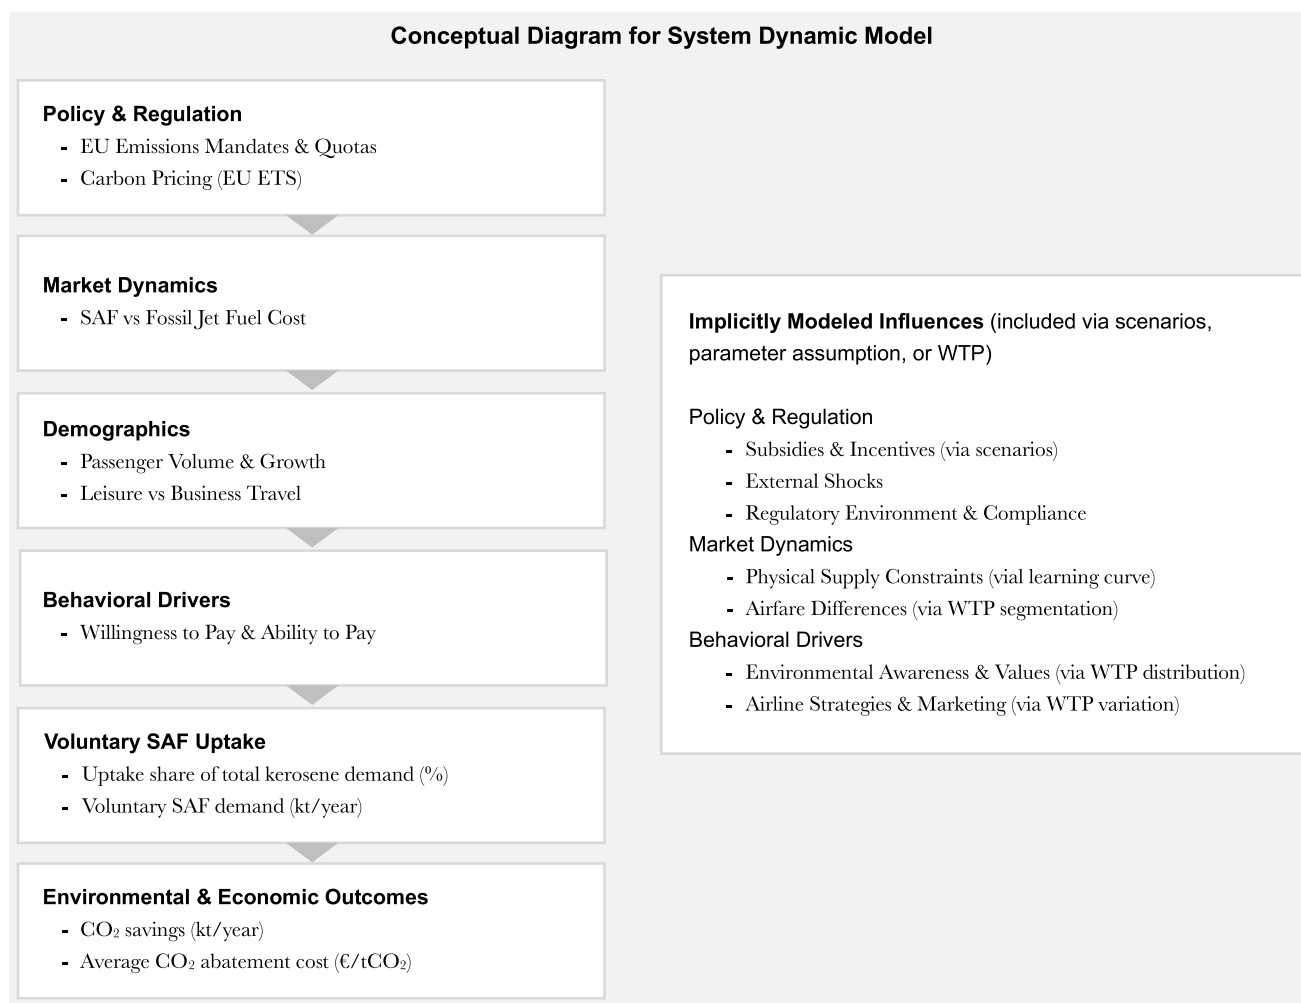 Conceptual Diagram for System Dynamic Model
Policy & Regulation
- EU Emissions Mandates & Quotas
- Carbon Pricing (EU ETS)
Market Dynamics
- SAF vs Fossil Jet Fuel Cost
Demographics
- Passenger Volume & Growth
- Leisure vs Business Travel
Behavioral Drivers
- Willingness to Pay & Ability to Pay
Voluntary SAF Uptake
- Uptake share of total kerosene demand (%)
- Voluntary SAF demand (kt/year)
Environmental & Economic Outcomes
- CO₂ savings (kt/year)
- Average CO₂ abatement cost (€/tCO₂)
Implicitly Modeled Influences (included via scenarios,
parameter assumption, or WTP)
Policy & Regulation
- Subsidies & Incentives (via scenarios)
- External Shocks
- Regulatory Environment & Compliance
Market Dynamics
- Physical Supply Constraints (vial learning curve)
- Airfare Differences (via WTP segmentation)
Behavioral Drivers
- Environmental Awareness & Values (via WTP distribution)
- Airline Strategies & Marketing (via WTP variation)